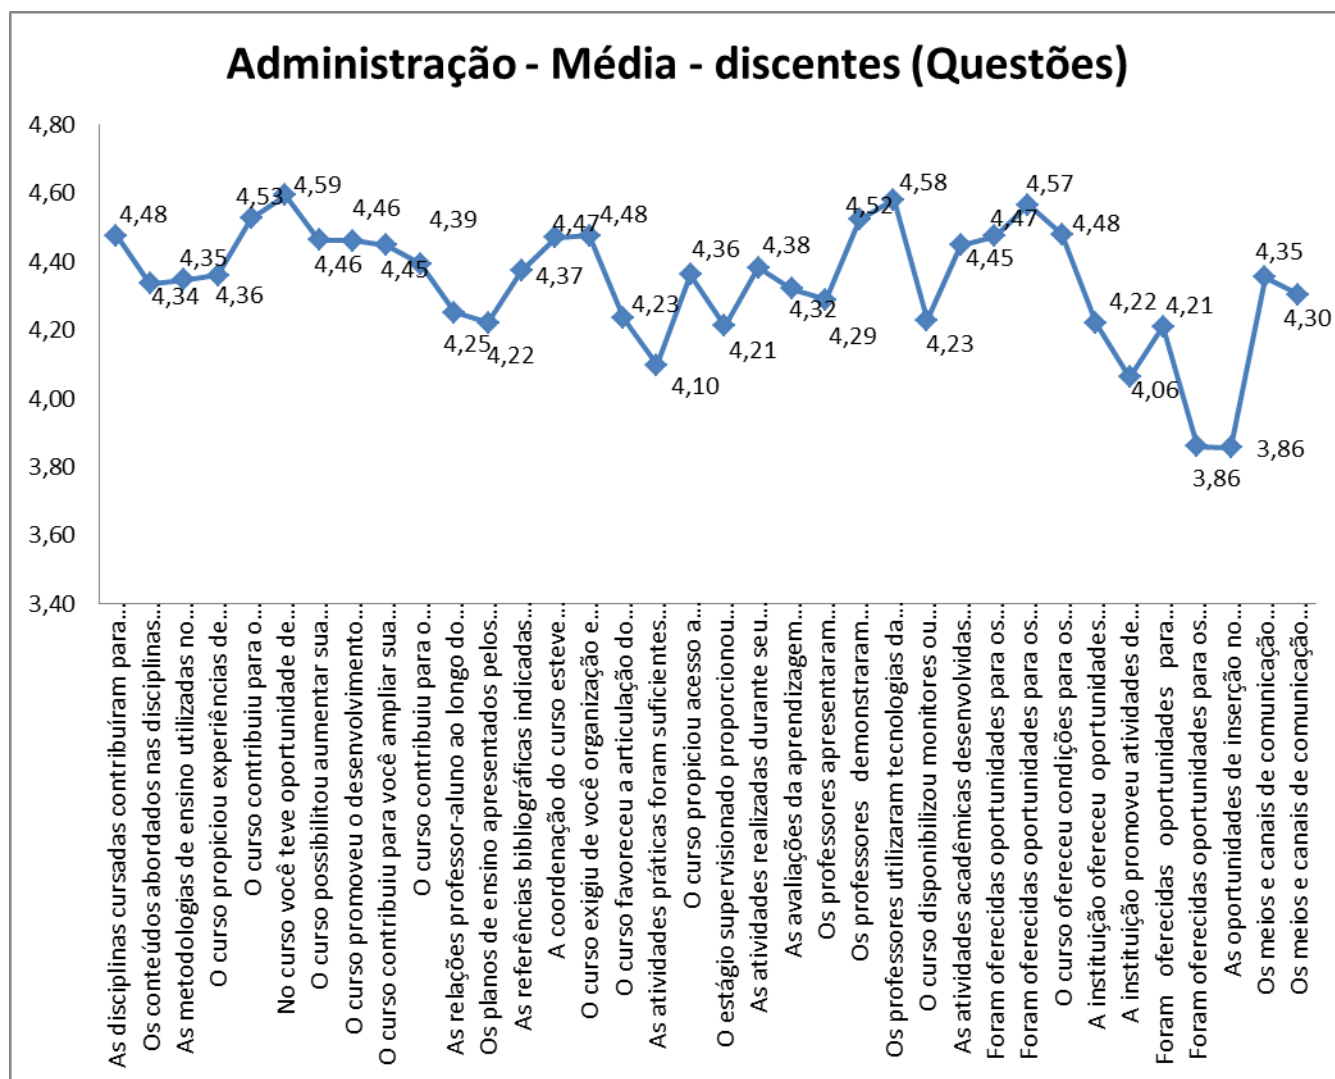 Administração - Média - discentes (Questões)
4,80
4,60
4,40
4,20
4,00
3,80
3,60
3,40
4,48
4,34
4,35
4,36
4,53
4,59
4,46
4,46
4,45
4,39
4,25
4,22
4,37
4,47
4,48
4,23
4,10
4,36
4,21
4,38
4,32
4,29
4,52
4,58
4,23
4,45
4,47
4,57
4,48
4,22
4,06
4,21
3,86
3,86
4,35
4,30
As disciplinas cursadas contribuíram para...
Os conteúdos abordados nas disciplinas...
As metodologias de ensino utilizadas no...
O curso propiciou experiências de...
O curso contribuiu para o...
No curso você teve oportunidade de...
O curso possibilitou aumentar sua...
O curso promoveu o desenvolvimento...
O curso contribuiu para você ampliar sua...
O curso contribuiu para o...
As relações professor-aluno ao longo do...
Os planos de ensino apresentados pelos...
As referências bibliográficas indicadas...
A coordenação do curso esteve...
O curso exigiu de você organização e...
O curso favoreceu a articulação do...
As atividades práticas foram suficientes...
O curso propiciou acesso a...
O estágio supervisionado proporcionou...
As atividades realizadas durante seu...
As avaliações da aprendizagem...
Os professores apresentaram...
Os professores demonstraram...
Os professores utilizaram tecnologias da...
O curso disponibilizou monitores ou...
As atividades acadêmicas desenvolvidas...
Foram oferecidas oportunidades para os...
Foram oferecidas oportunidades para os...
O curso ofereceu condições para os...
A instituição ofereceu oportunidades...
A instituição promoveu atividades de...
Foram oferecidas oportunidades para...
Foram oferecidas oportunidades para os...
As oportunidades de inserção no...
Os meios e canais de comunicação...
Os meios e canais de comunicação...